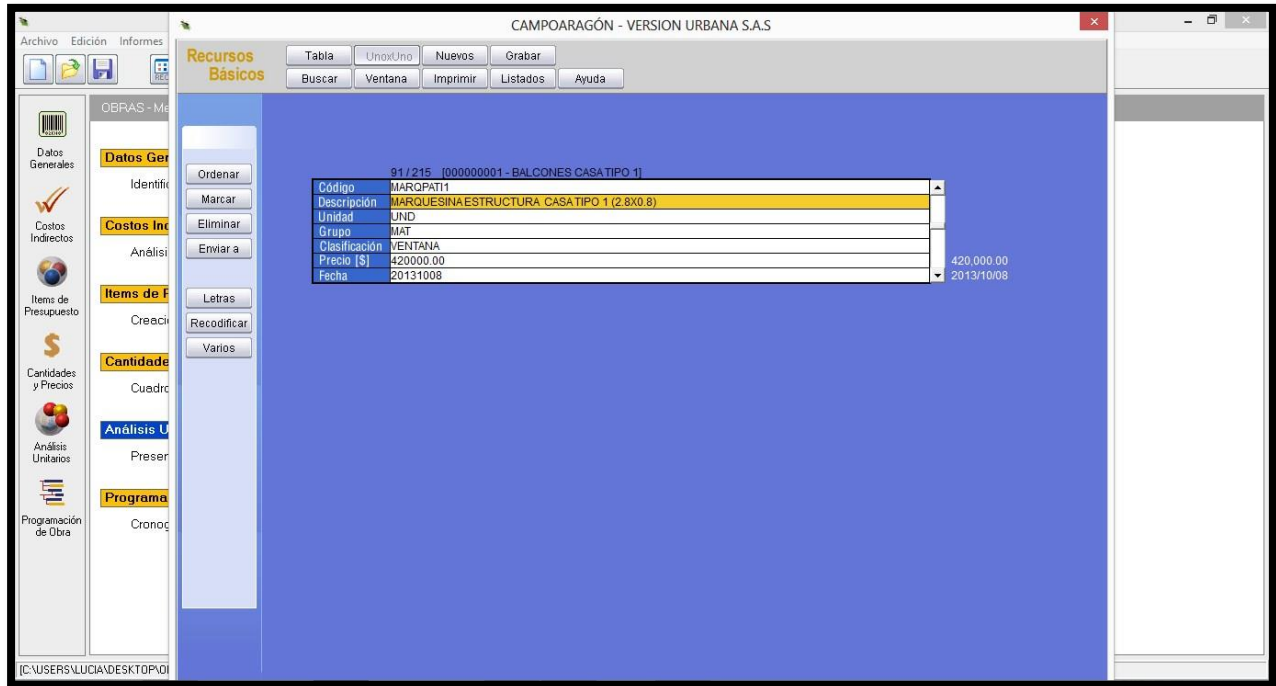 CAMPOARAGÓN - VERSION URBANA S.A.S
Archivo Edición Informes
Recursos Básicos
Tabla UnoxUno Nuevos Grabar
Buscar Ventana Imprimir Listados Ayuda
OBRAS - Me
Datos Generales
Costos Indirectos
Items de Presupuesto
Cantidades y Precios
Análisis Unitarios
Programación de Obra
Datos Ger
Identific
Costos Ind
Análisi
Items de P
Creació
Cantidade
Cuadro
Análisis U
Presen
Programa
Cronog
Ordenar
Marcar
Eliminar
Enviar a
Letras
Recodificar
Varios
91 / 215 [000000001 - BALCONES CASA TIPO 1]
Código MARQPATI1
Descripción MARQUESINA ESTRUCTURA CASA TIPO 1 (2.8X0.8)
Unidad UND
Grupo MAT
Clasificación VENTANA
Precio [$] 420000.00 420,000.00
Fecha 20131008 2013/10/08
[C:\USERS\LUCIA\DESKTOP\O